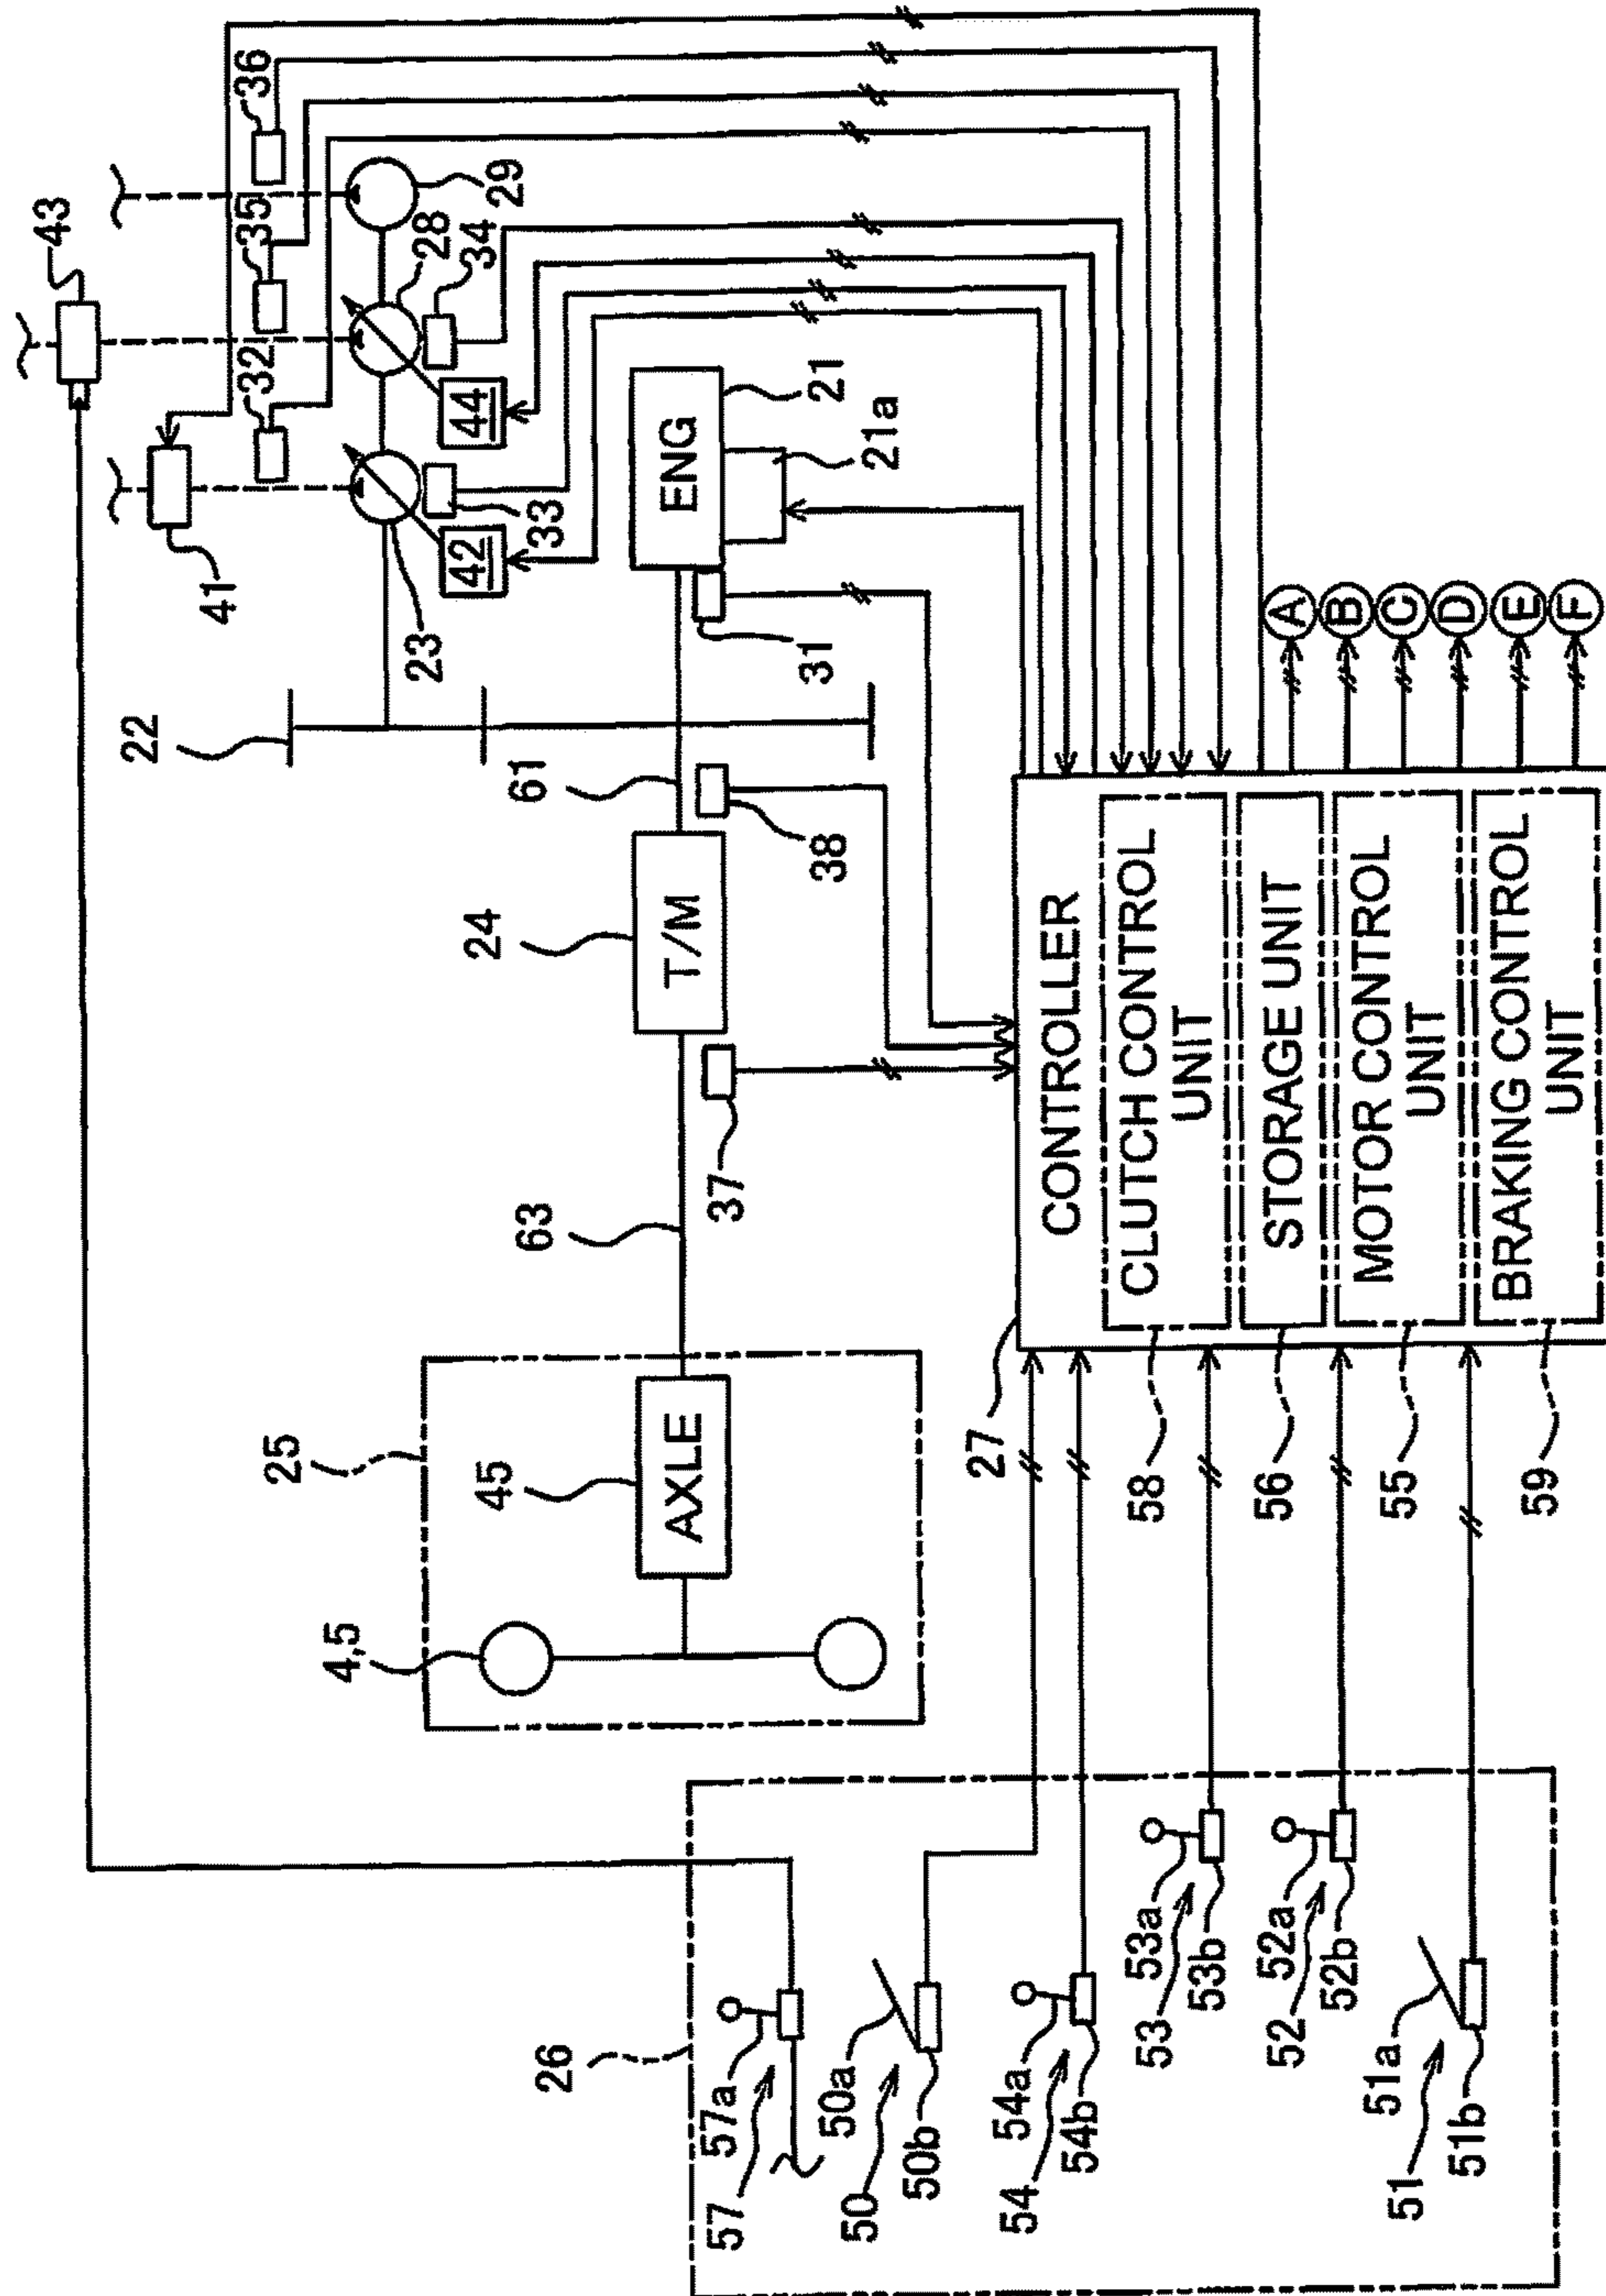 43
36
35
32
41
29
28
34
44
33
42
23
22
ENG
21
21a
31
61
38
T/M
24
37
63
25
45
AXLE
4,5
A
B
C
D
E
F
27
CONTROLLER
CLUTCH CONTROL
UNIT
STORAGE UNIT
MOTOR CONTROL
UNIT
BRAKING CONTROL
UNIT
58
56
55
59
26
57a
57
50a
50
50b
54a
54
54b
53a
53
53b
52a
52
52b
51a
51
51b